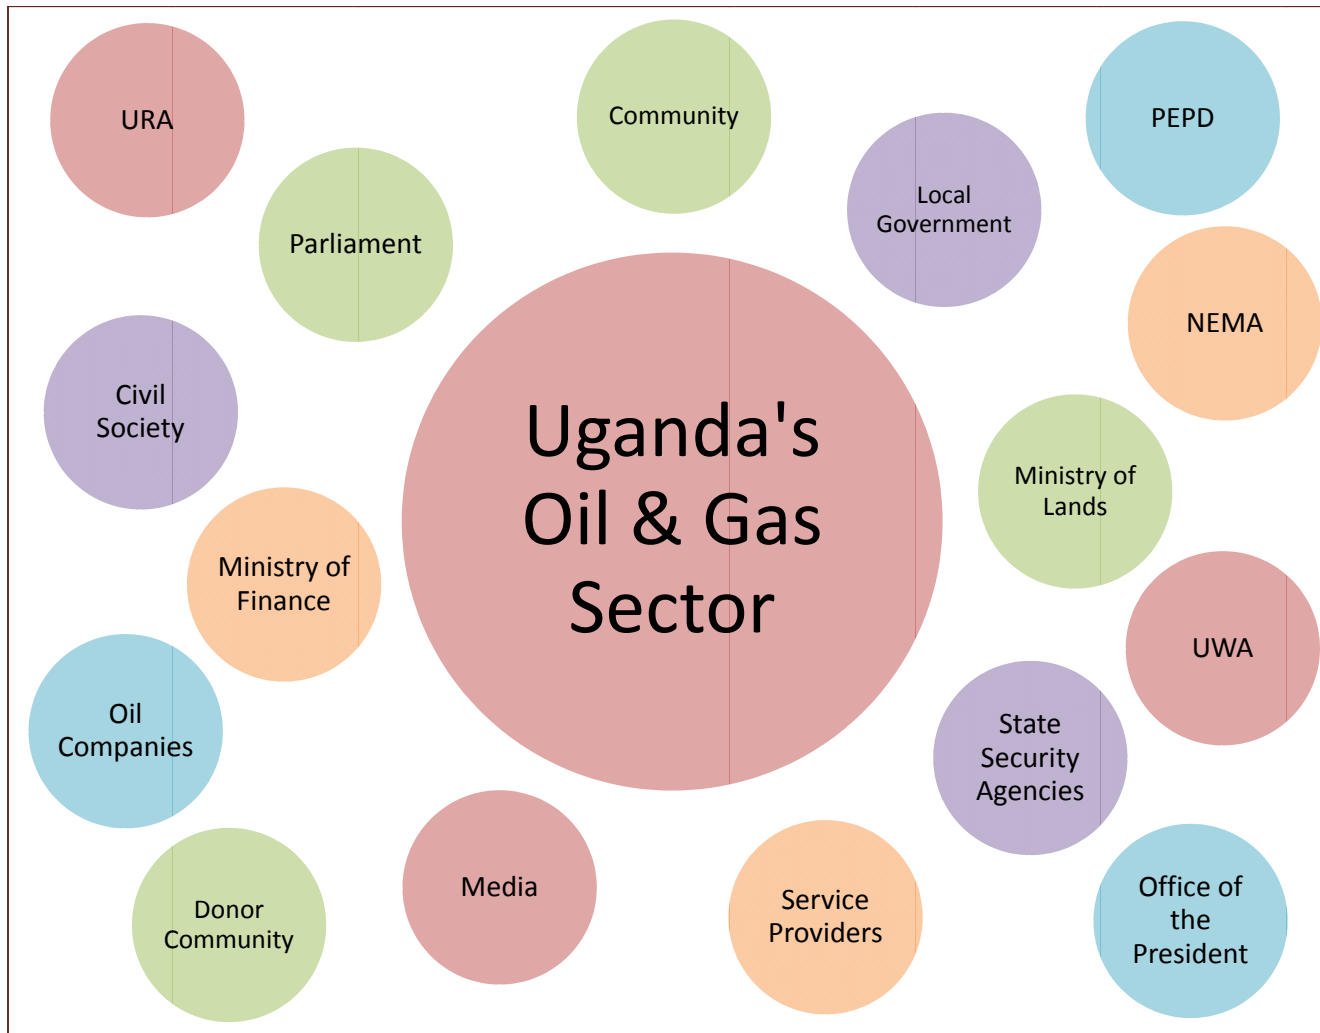 URA
Community
PEPD
Local
Government
Parliament
NEMA
Civil
Society
Uganda's
Oil & Gas
Sector
Ministry of
Lands
Ministry of
Finance
UWA
Oil
Companies
State
Security
Agencies
Media
Service
Providers
Office of
the
President
Donor
Community